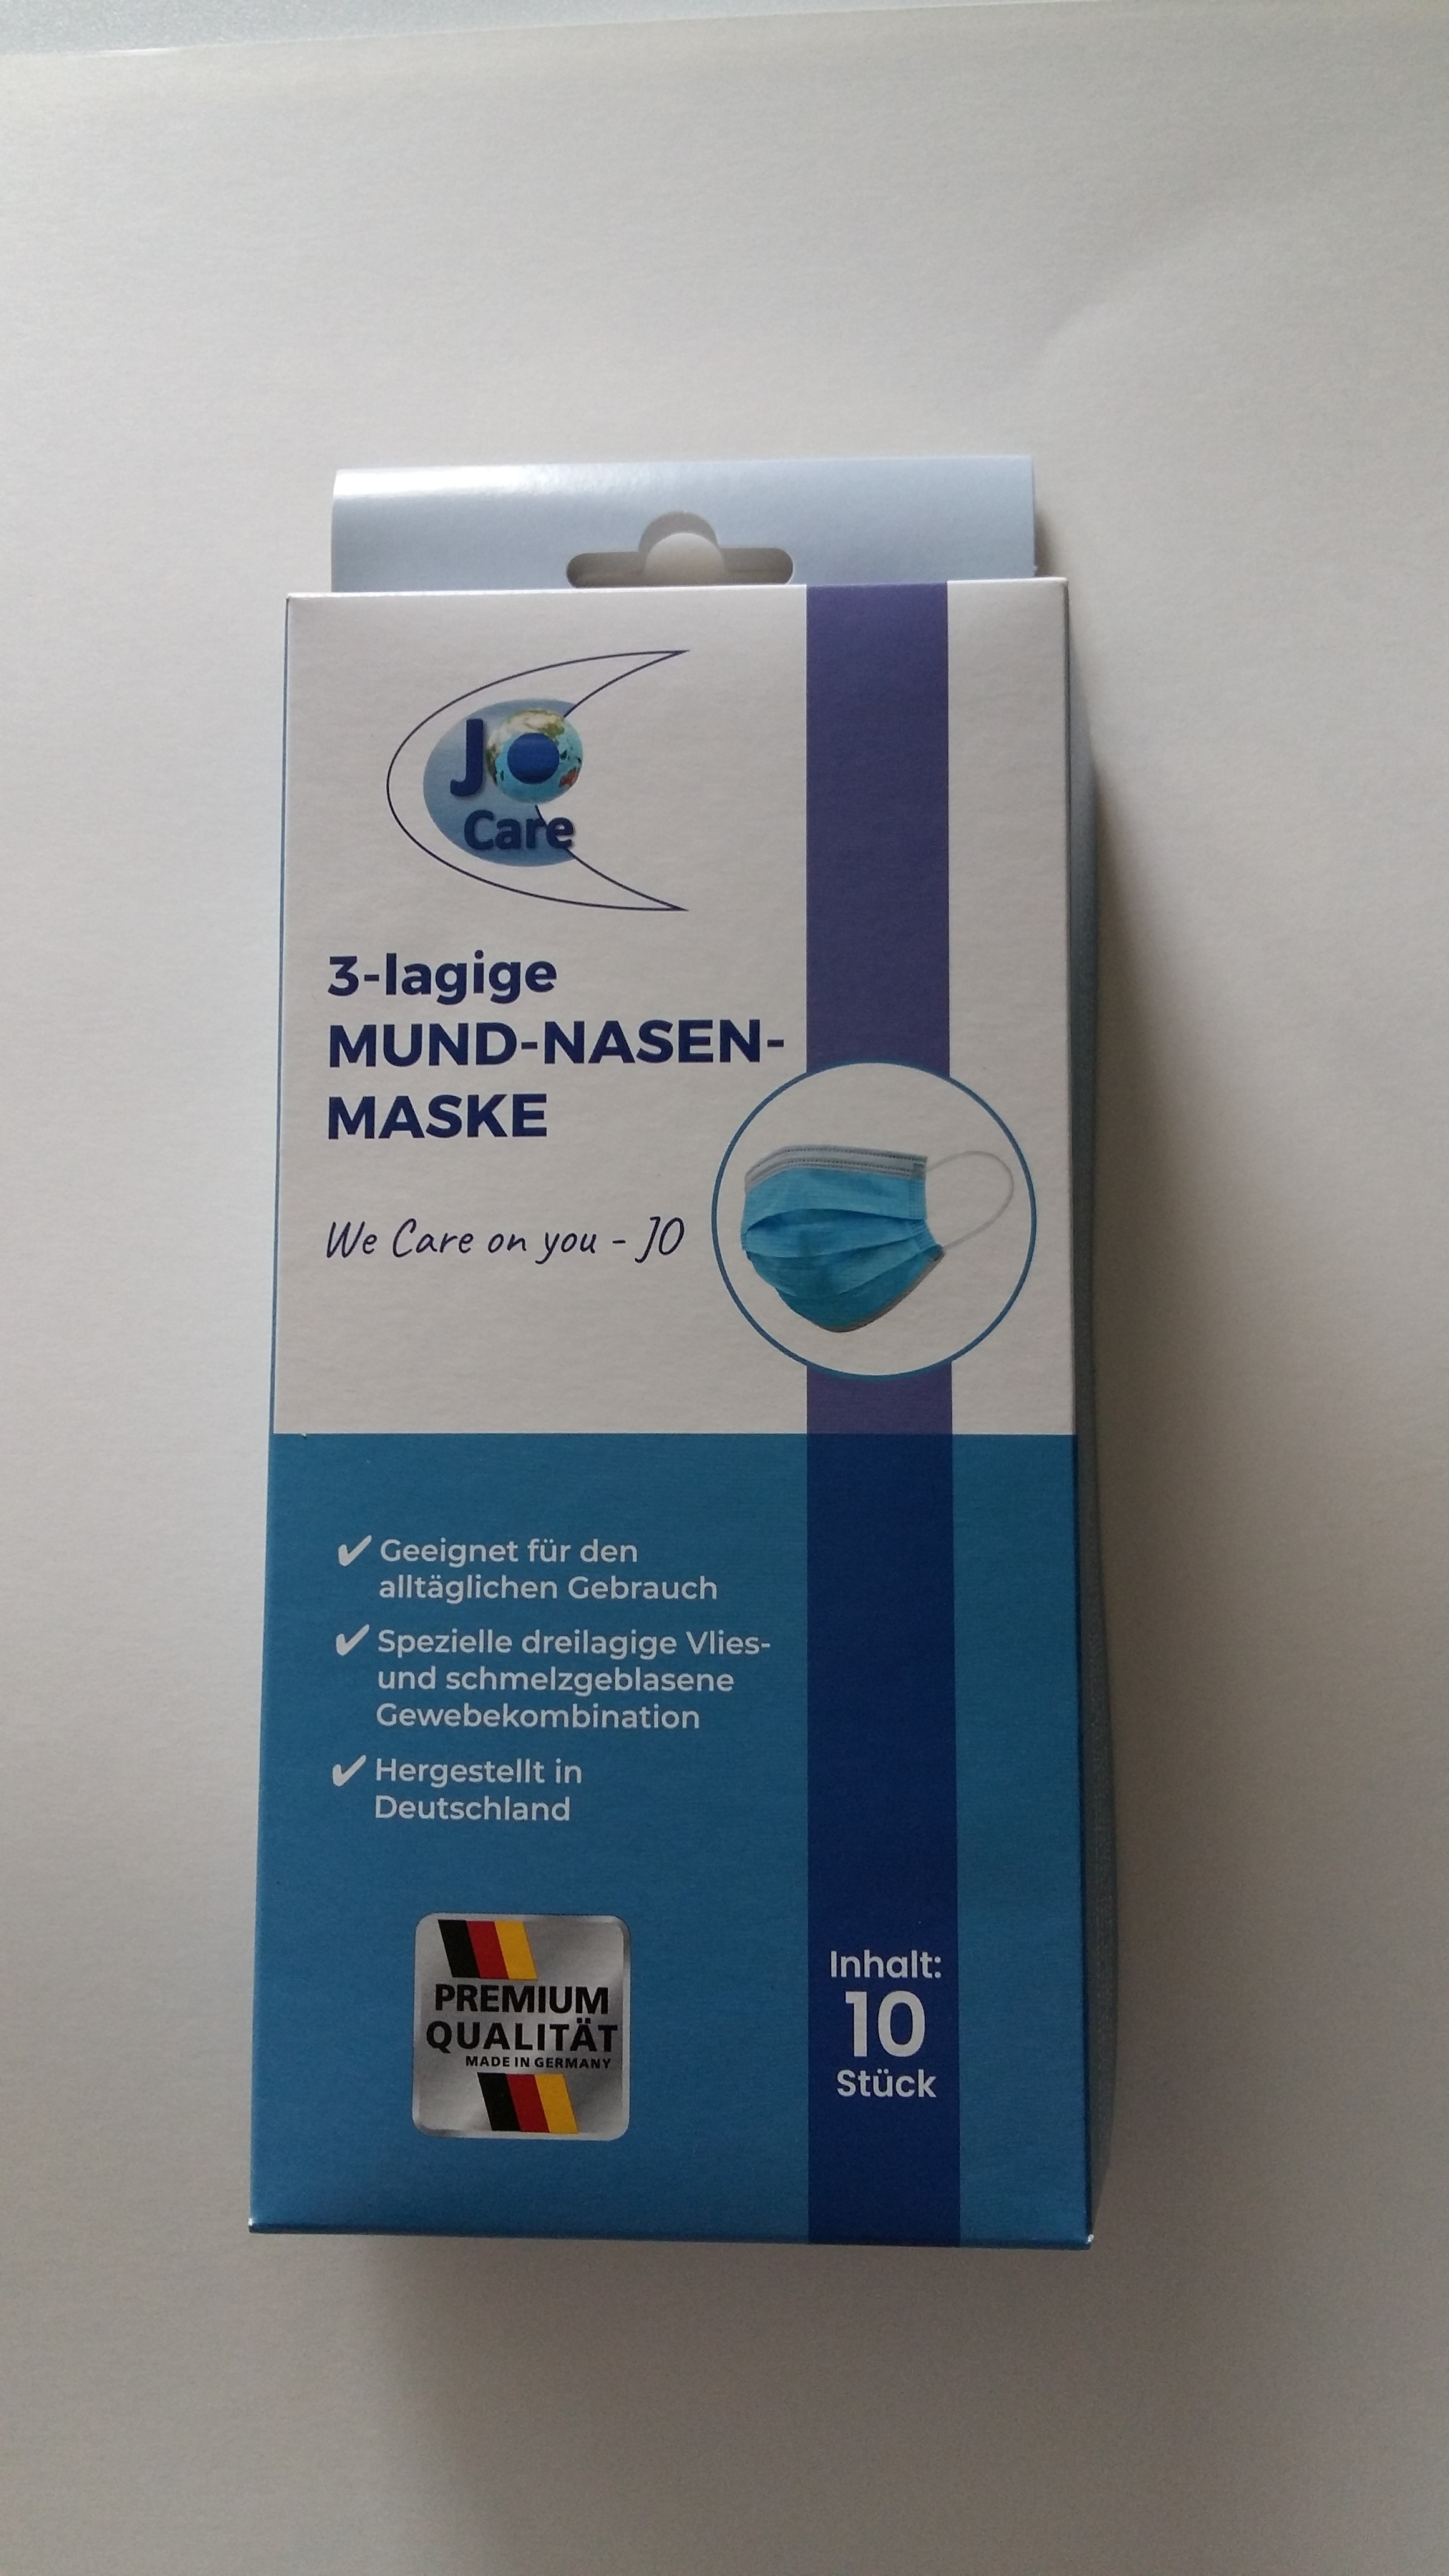 JO
Care
3-lagige
MUND-NASEN-
MASKE
We Care on you - JO
✔ Geeignet für den
alltäglichen Gebrauch
✔ Spezielle dreilagige Vlies-
und schmelzgeblasene
Gewebekombination
✔ Hergestellt in
Deutschland
PREMIUM
QUALITÄT
MADE IN GERMANY
Inhalt:
10
Stück